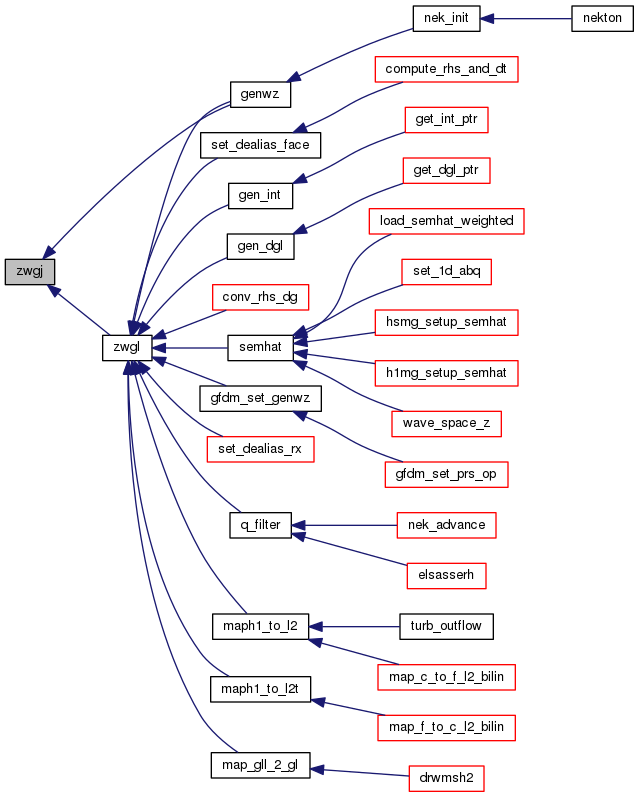 nek_init
nekton
compute_rhs_and_dt
genwz
get_int_ptr
set_dealias_face
get_dgl_ptr
gen_int
load_semhat_weighted
gen_dgl
zwgj
set_1d_abq
conv_rhs_dg
hsmg_setup_semhat
zwgl
semhat
h1mg_setup_semhat
gfdm_set_genwz
wave_space_z
set_dealias_rx
gfdm_set_prs_op
q_filter
nek_advance
elsasserh
maph1_to_l2
turb_outflow
map_c_to_f_l2_bilin
maph1_to_l2t
map_f_to_c_l2_bilin
map_gll_2_gl
drwmsh2